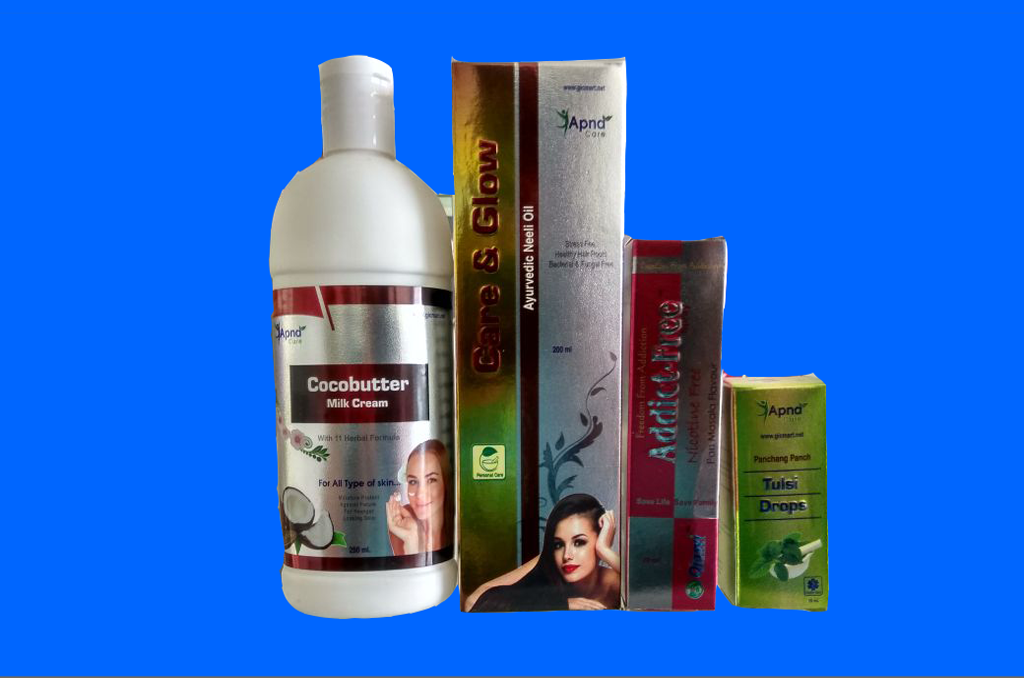 Apnd
Care
Cocobutter
Milk Cream
With 11 Herbal Formula
For All Type of skin...
200 ml.
www.giomart.net
Apnd
Care
Care & Glow
Ayurvedic Neeli Oil
Stress Free
Healthy Hair Roots
Bacterial & Fungal Free
200 ml
Personal Care
Freedom From Addiction
Addict-Free
Nicotine Free
Pan Masala Flavour
Save Life Save Family
Apnd
Care
www.giomart.net
Panchang Panch
Tulsi
Drops